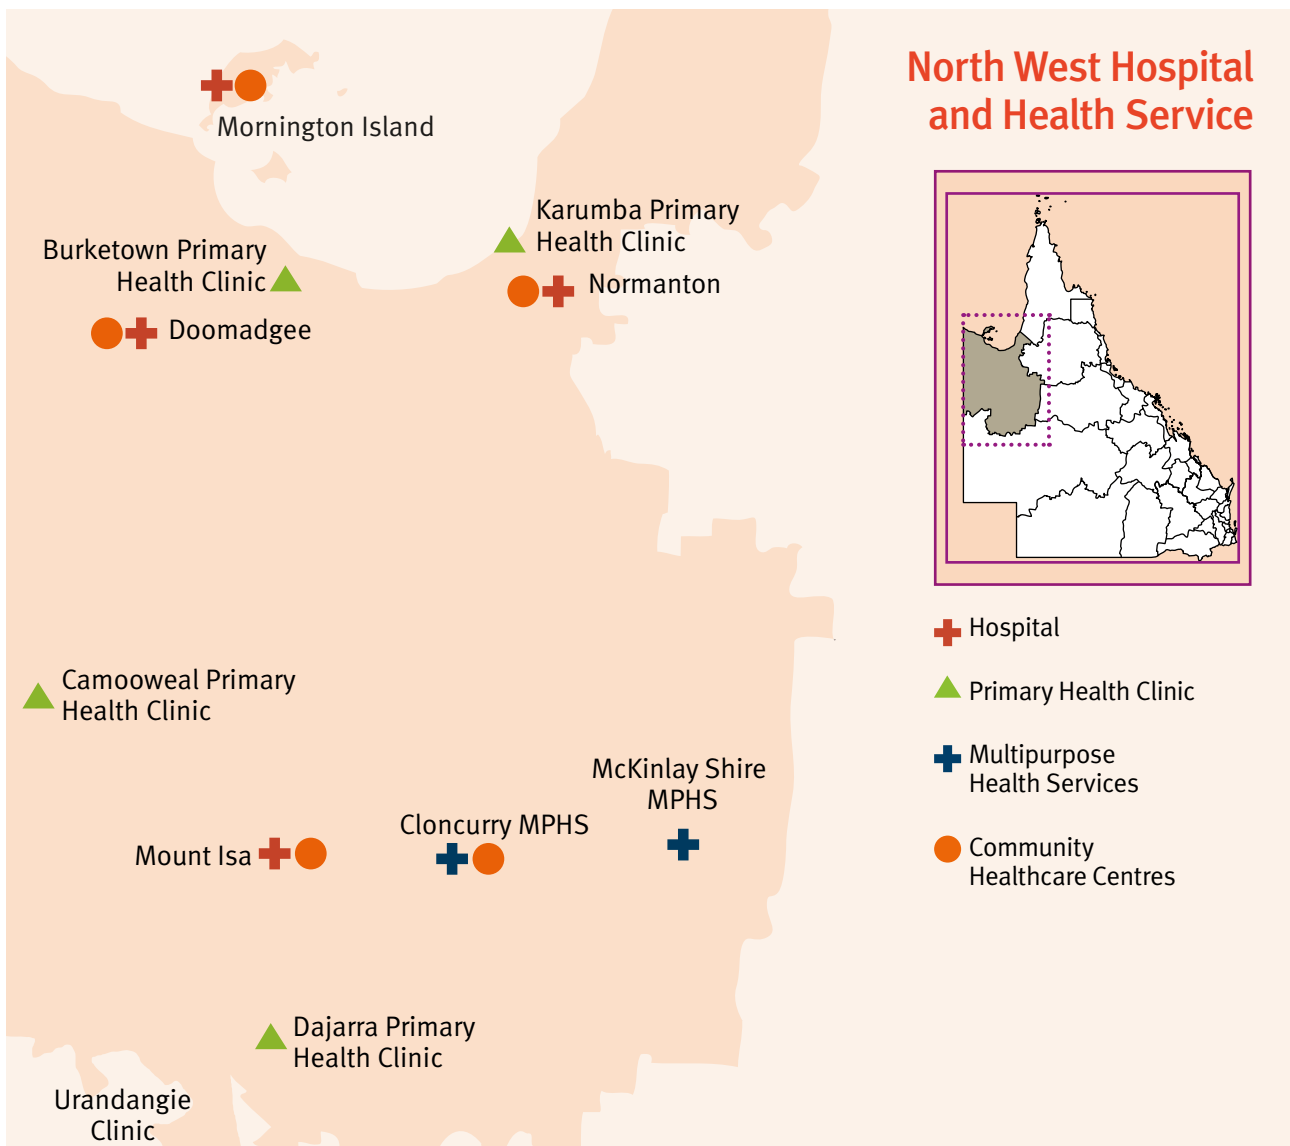 North West Hospital
and Health Service
Mornington Island
Karumba Primary
Health Clinic
Burketown Primary
Health Clinic
Normanton
Doomadgee
Hospital
Primary Health Clinic
Camooweal Primary
Health Clinic
Multipurpose
Health Services
McKinlay Shire
MPHS
Cloncurry MPHS
Mount Isa
Community
Healthcare Centres
Dajarra Primary
Health Clinic
Urandangie
Clinic